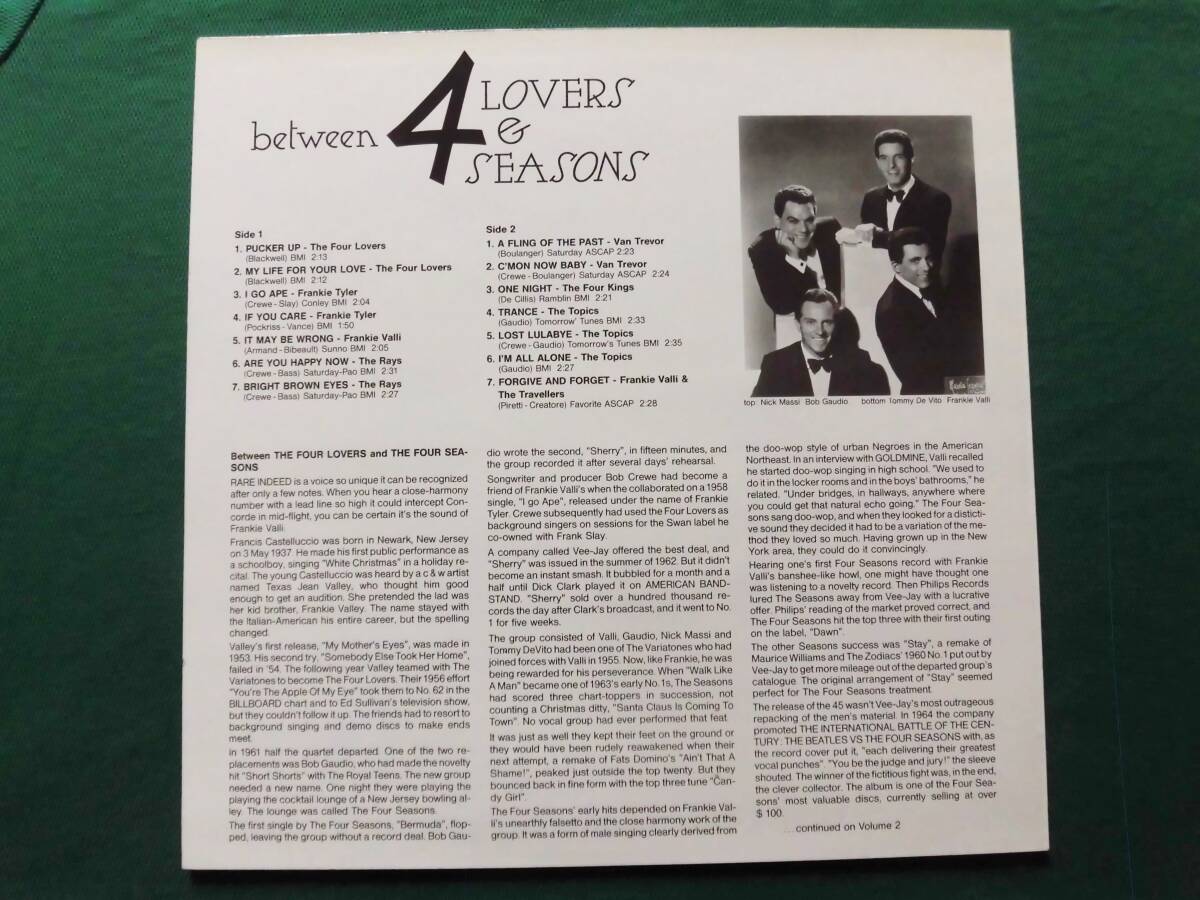 between 4 LOVERS
&
SEASONS
Side 1
1. PUCKER UP - The Four Lovers
(Blackwell) BMI 2:13
2. MY LIFE FOR YOUR LOVE - The Four Lovers
(Blackwell) BMI 2:12
3. I GO APE - Frankie Tyler
(Crewe - Slay) Conley BMI 2:04
4. IF YOU CARE - Frankie Tyler
(Pockriss - Vance) BMI 1:50
5. IT MAY BE WRONG - Frankie Valli
(Armand - Bibeault) Sunno BMI 2:05
6. ARE YOU HAPPY NOW - The Rays
(Crewe - Bass) Saturday-Pao BMI 2:31
7. BRIGHT BROWN EYES - The Rays
(Crewe - Bass) Saturday-Pao BMI 2:27
Side 2
1. A FLING OF THE PAST - Van Trevor
(Boulanger) Saturday ASCAP 2:23
2. C'MON NOW BABY - Van Trevor
(Crewe - Boulanger) Saturday ASCAP 2:24
3. ONE NIGHT - The Four Kings
(De Cillis) Ramblin BMI 2:21
4. TRANCE - The Topics
(Gaudio) Tomorrow' Tunes BMI 2:33
5. LOST LULABYE - The Topics
(Crewe - Gaudio) Tomorrow's Tunes BMI 2:35
6. I'M ALL ALONE - The Topics
(Gaudio) BMI 2:27
7. FORGIVE AND FORGET - Frankie Valli &
The Travellers
(Piretti - Creatore) Favorite ASCAP 2:28
top: Nick Massi Bob Gaudio bottom Tommy De Vito Frankie Valli
Between THE FOUR LOVERS and THE FOUR SEA-
SONS
RARE INDEED is a voice so unique it can be recognized
after only a few notes. When you hear a close-harmony
number with a lead line so high it could intercept Con-
corde in mid-flight, you can be certain it's the sound of
Frankie Valli.
Francis Castelluccio was born in Newark, New Jersey
on 3 May 1937. He made his first public performance as
a schoolboy, singing "White Christmas" in a holiday re-
cital. The young Castelluccio was heard by a c & w artist
named Texas Jean Valley, who thought him good
enough to get an audition. She pretended the lad was
her kid brother, Frankie Valley. The name stayed with
the Italian-American his entire career, but the spelling
changed.
Valley's first release, "My Mother's Eyes", was made in
1953. His second try, "Somebody Else Took Her Home",
failed in '54. The following year Valley teamed with The
Variatones to become The Four Lovers. Their 1956 effort
"You're The Apple Of My Eye" took them to No. 62 in the
BILLBOARD chart and to Ed Sullivan's television show,
but they couldn't follow it up. The friends had to resort to
background singing and demo discs to make ends
meet.
in 1961 half the quartet departed. One of the two re-
placements was Bob Gaudio, who had made the novelty
hit "Short Shorts" with The Royal Teens. The new group
needed a new name. One night they were playing the
playing the cocktail lounge of a New Jersey bowling al-
ley. The lounge was called The Four Seasons.
The first single by The Four Seasons, "Bermuda", flop-
ped, leaving the group without a record deal. Bob Gau-
dio wrote the second, "Sherry", in fifteen minutes, and
the group recorded it after several days' rehearsal.
Songwriter and producer Bob Crewe had become a
friend of Frankie Valli's when the collaborated on a 1958
single, "I go Ape", released under the name of Frankie
Tyler. Crewe subsequently had used the Four Lovers as
background singers on sessions for the Swan label he
co-owned with Frank Slay.
A company called Vee-Jay offered the best deal, and
"Sherry" was issued in the summer of 1962. But it didn't
become an instant smash. It bubbled for a month and a
half until Dick Clark played it on AMERICAN BAND-
STAND. "Sherry" sold over a hundred thousand re-
cords the day after Clark's broadcast, and it went to No.
1 for five weeks.
The group consisted of Valli, Gaudio, Nick Massi and
Tommy DeVito had been one of The Variatones who had
joined forces with Valli in 1955. Now, like Frankie, he was
being rewarded for his perseverance. When "Walk Like
A Man" became one of 1963's early No. 1s, The Seasons
had scored three chart-toppers in succession, not
counting a Christmas ditty, "Santa Claus Is Coming To
Town". No vocal group had ever performed that feat.
It was just as well they kept their feet on the ground or
they would have been rudely reawakened when their
next attempt, a remake of Fats Domino's "Ain't That A
Shame!", peaked just outside the top twenty. But they
bounced back in fine form with the top three tune "Can-
dy Girl".
The Four Seasons' early hits depended on Frankie Val-
li's unearthly falsetto and the close harmony work of the
group. It was a form of male singing clearly derived from
the doo-wop style of urban Negroes in the American
Northeast. In an interview with GOLDMINE, Valli recalled
he started doo-wop singing in high school. "We used to
do it in the locker rooms and in the boys' bathrooms," he
related. "Under bridges, in hallways, anywhere where
you could get that natural echo going." The Four Sea-
sons sang doo-wop, and when they looked for a disticti-
ve sound they decided it had to be a variation of the me-
thod they loved so much. Having grown up in the New
York area, they could do it convincingly.
Hearing one's first Four Seasons record with Frankie
Valli's banshee-like howl, one might have thought one
was listening to a novelty record. Then Philips Records
lured The Seasons away from Vee-Jay with a lucrative
offer. Philips' reading of the market proved correct, and
The Four Seasons hit the top three with their first outing
on the label, "Dawn".
The other Seasons success was "Stay", a remake of
Maurice Williams and The Zodiacs' 1960 No.1 put out by
Vee-Jay to get more mileage out of the departed group's
catalogue. The original arrangement of "Stay" seemed
perfect for The Four Seasons treatment.
The release of the 45 wasn't Vee-Jay's most outrageous
repacking of the men's material. In 1964 the company
promoted THE INTERNATIONAL BATTLE OF THE CEN-
TURY: THE BEATLES VS THE FOUR SEASONS with, as
the record cover put it, "each delivering their greatest
vocal punches". "You be the judge and jury!" the sleeve
shouted. The winner of the fictitious fight was, in the end,
the clever collector. The album is one of the Four Sea-
sons' most valuable discs, currently selling at over
$ 100.
...continued on Volume 2